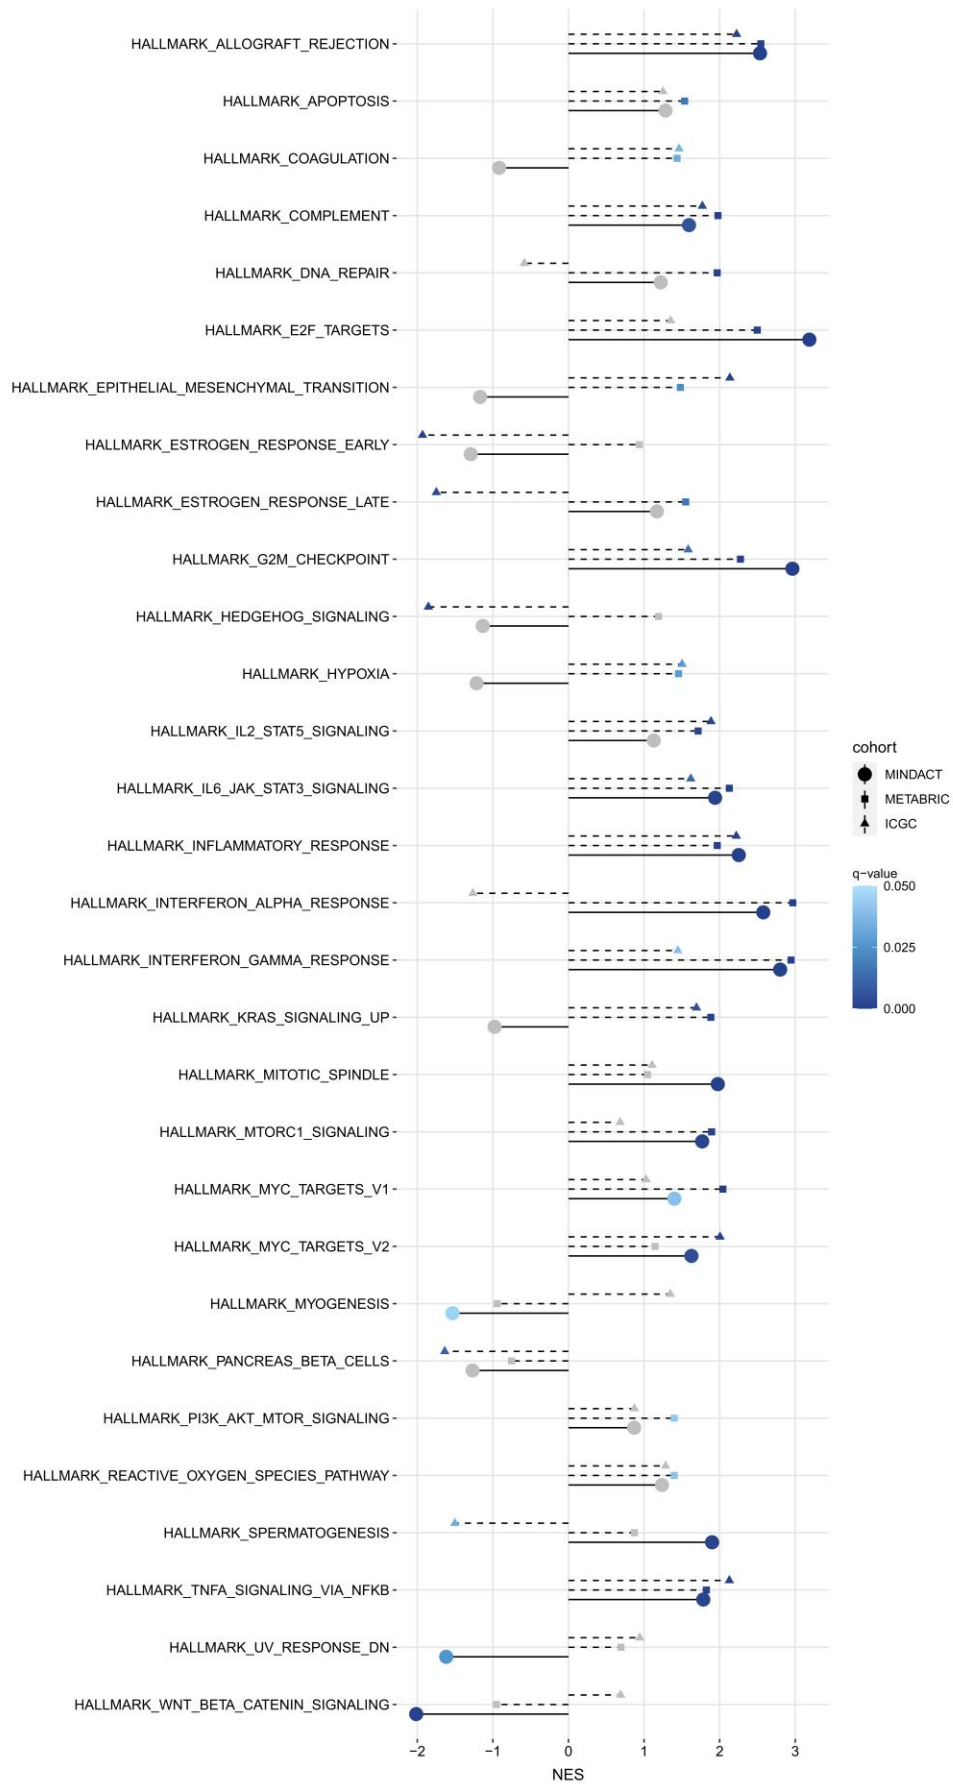 HALLMARK_ALLOGRAFT_REJECTION
HALLMARK_APOPTOSIS
HALLMARK_COAGULATION
HALLMARK_COMPLEMENT
HALLMARK_DNA_REPAIR
HALLMARK_E2F_TARGETS
HALLMARK_EPITHELIAL_MESENCHYMAL_TRANSITION
HALLMARK_ESTROGEN_RESPONSE_EARLY
HALLMARK_ESTROGEN_RESPONSE_LATE
HALLMARK_G2M_CHECKPOINT
HALLMARK_HEDGEHOG_SIGNALING
HALLMARK_HYPOXIA
HALLMARK_IL2_STAT5_SIGNALING
HALLMARK_IL6_JAK_STAT3_SIGNALING
HALLMARK_INFLAMMATORY_RESPONSE
HALLMARK_INTERFERON_ALPHA_RESPONSE
HALLMARK_INTERFERON_GAMMA_RESPONSE
HALLMARK_KRAS_SIGNALING_UP
HALLMARK_MITOTIC_SPINDLE
HALLMARK_MTORC1_SIGNALING
HALLMARK_MYC_TARGETS_V1
HALLMARK_MYC_TARGETS_V2
HALLMARK_MYOGENESIS
HALLMARK_PANCREAS_BETA_CELLS
HALLMARK_PI3K_AKT_MTOR_SIGNALING
HALLMARK_REACTIVE_OXYGEN_SPECIES_PATHWAY
HALLMARK_SPERMATOGENESIS
HALLMARK_TNFA_SIGNALING_VIA_NFKB
HALLMARK_UV_RESPONSE_DN
HALLMARK_WNT_BETA_CATENIN_SIGNALING
−2 −1 0 1 2 3
NES
cohort
MINDACT
METABRIC
ICGC
q-value
0.050
0.025
0.000